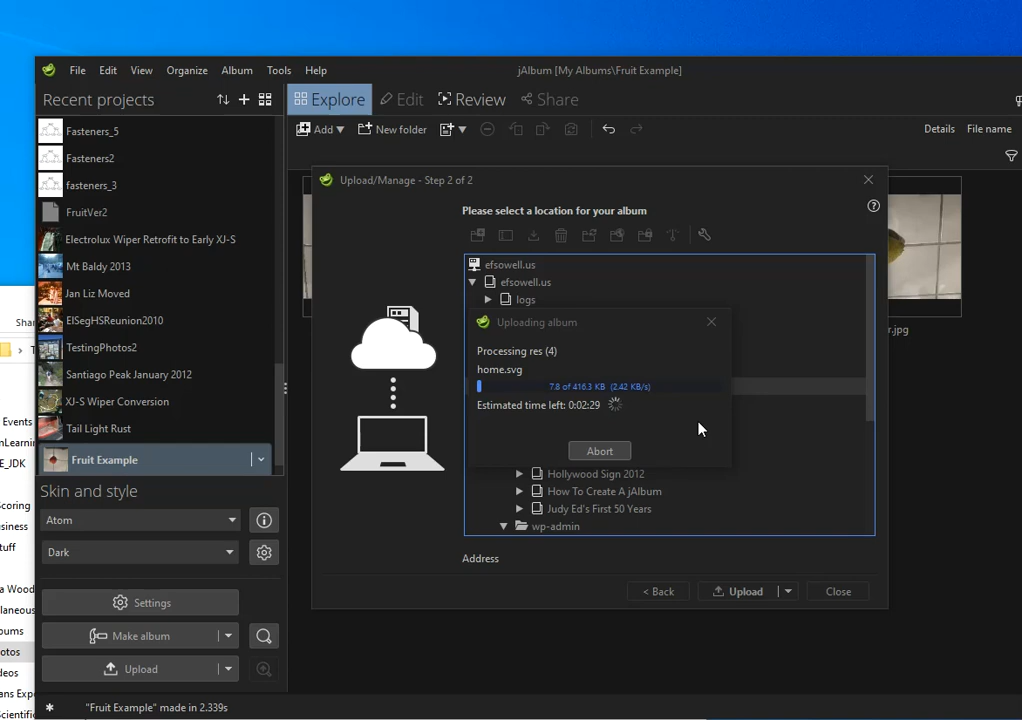 File Edit View Organize Album Tools Help
jAlbum [My Albums\Fruit Example]
Recent projects
Explore Edit Review Share
Add New folder
Details File name
Fasteners_5
Fasteners2
fasteners_3
FruitVer2
Electrolux Wiper Retrofit to Early XJ-S
Mt Baldy 2013
Jan Liz Moved
ElSegHSReunion2010
TestingPhotos2
Santiago Peak January 2012
XJ-S Wiper Conversion
Tail Light Rust
Fruit Example
Skin and style
Atom
Dark
Settings
Make album
Upload
"Fruit Example" made in 2.339s
Upload/Manage - Step 2 of 2
Please select a location for your album
efsowell.us
efsowell.us
logs
Uploading album
Processing res (4)
home.svg
7.8 of 416.3 KB (2.42 KB/s)
Estimated time left: 0:02:29
Abort
Hollywood Sign 2012
How To Create A jAlbum
Judy Ed's First 50 Years
wp-admin
Address
< Back Upload Close
r.jpg
Shar
Events
nLearni
E_JDK
coring
siness
tuff
a Wood
laneous
bums
otos
deos
ans Exp
Scientifi